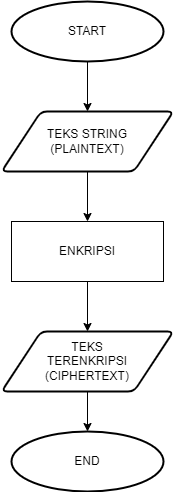 START
TEKS STRING
(PLAINTEXT)
ENKRIPSI
TEKS
TERENKRIPSI
(CIPHERTEXT)
END